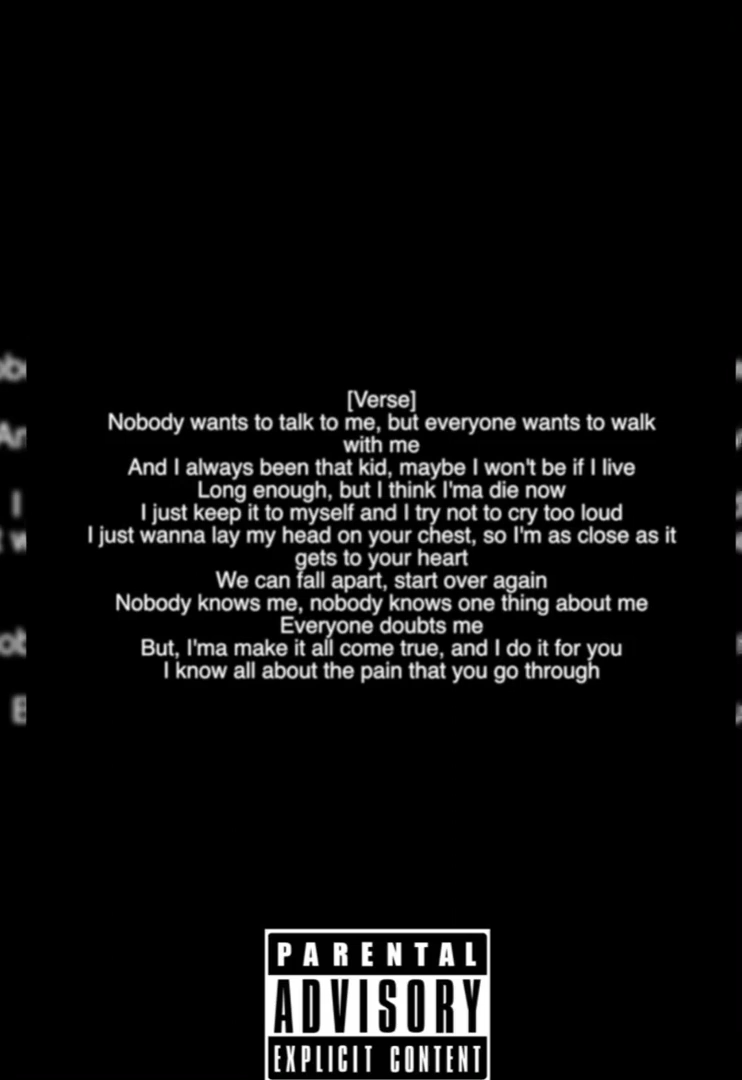 [Verse]
Nobody wants to talk to me, but everyone wants to walk
with me
And I always been that kid, maybe I won't be if I live
Long enough, but I think I'ma die now
I just keep it to myself and I try not to cry too loud
I just wanna lay my head on your chest, so I'm as close as it
gets to your heart
We can fall apart, start over again
Nobody knows me, nobody knows one thing about me
Everyone doubts me
But, I'ma make it all come true, and I do it for you
I know all about the pain that you go through
PARENTAL
ADVISORY
EXPLICIT CONTENT